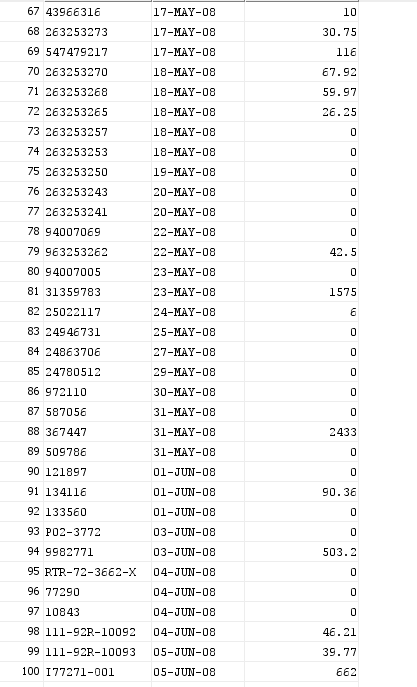 67 43966316 17-MAY-08 10
68 263253273 17-MAY-08 30.75
69 547479217 17-MAY-08 116
70 263253270 18-MAY-08 67.92
71 263253268 18-MAY-08 59.97
72 263253265 18-MAY-08 26.25
73 263253257 18-MAY-08 0
74 263253253 18-MAY-08 0
75 263253250 19-MAY-08 0
76 263253243 20-MAY-08 0
77 263253241 20-MAY-08 0
78 94007069 22-MAY-08 0
79 963253262 22-MAY-08 42.5
80 94007005 23-MAY-08 0
81 31359783 23-MAY-08 1575
82 25022117 24-MAY-08 6
83 24946731 25-MAY-08 0
84 24863706 27-MAY-08 0
85 24780512 29-MAY-08 0
86 972110 30-MAY-08 0
87 587056 31-MAY-08 0
88 367447 31-MAY-08 2433
89 509786 31-MAY-08 0
90 121897 01-JUN-08 0
91 134116 01-JUN-08 90.36
92 133560 01-JUN-08 0
93 P02-3772 03-JUN-08 0
94 9982771 03-JUN-08 503.2
95 RTR-72-3662-X 04-JUN-08 0
96 77290 04-JUN-08 0
97 10843 04-JUN-08 0
98 111-92R-10092 04-JUN-08 46.21
99 111-92R-10093 05-JUN-08 39.77
100 I77271-001 05-JUN-08 662